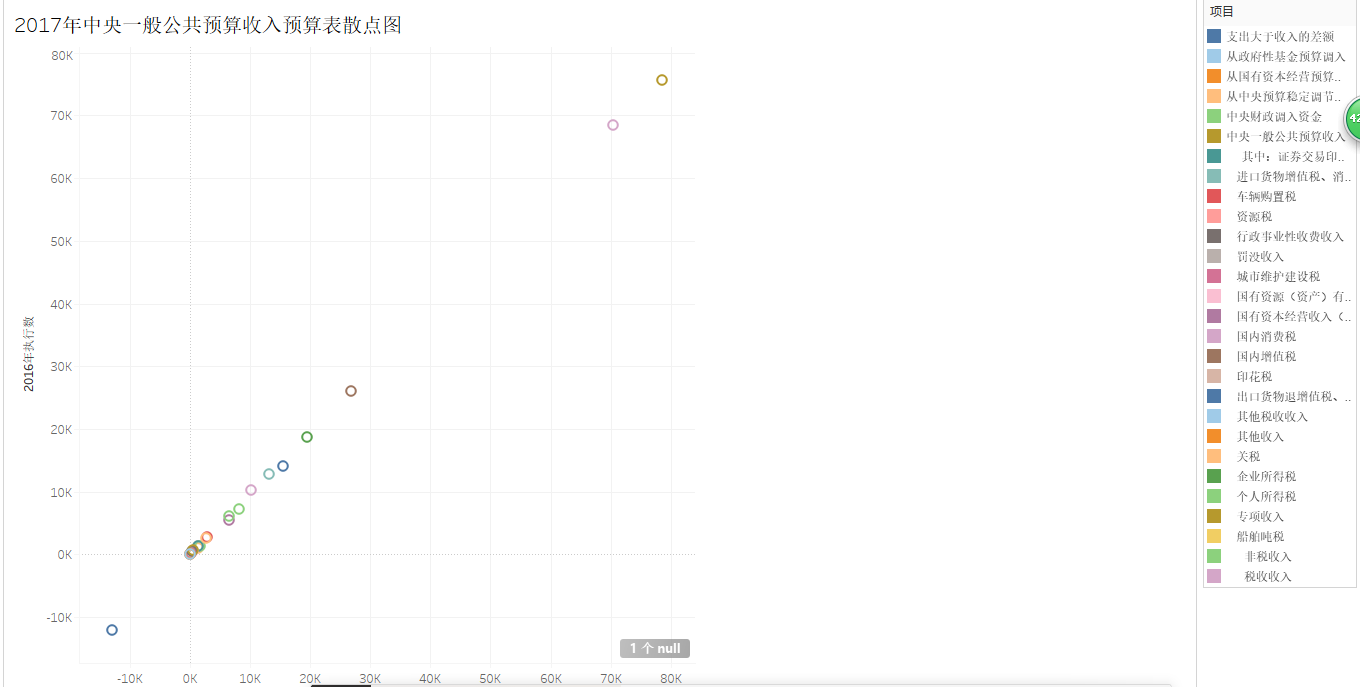 2017年中央一般公共预算收入预算表散点图
80K
70K
60K
50K
40K
30K
20K
10K
0K
-10K
2016年执行数
-10K
0K
10K
20K
30K
40K
50K
60K
70K
80K
1 个 null
项目
支出大于收入的差额
从政府性基金预算调入
从国有资本经营预算..
从中央预算稳定调节..
中央财政调入资金
中央一般公共预算收入
其中：证券交易印..
进口货物增值税、消..
车辆购置税
资源税
行政事业性收费收入
罚没收入
城市维护建设税
国有资源（资产）有..
国有资本经营收入（..
国内消费税
国内增值税
印花税
出口货物退增值税、..
其他税收收入
其他收入
关税
企业所得税
个人所得税
专项收入
船舶吨税
非税收入
税收收入
42